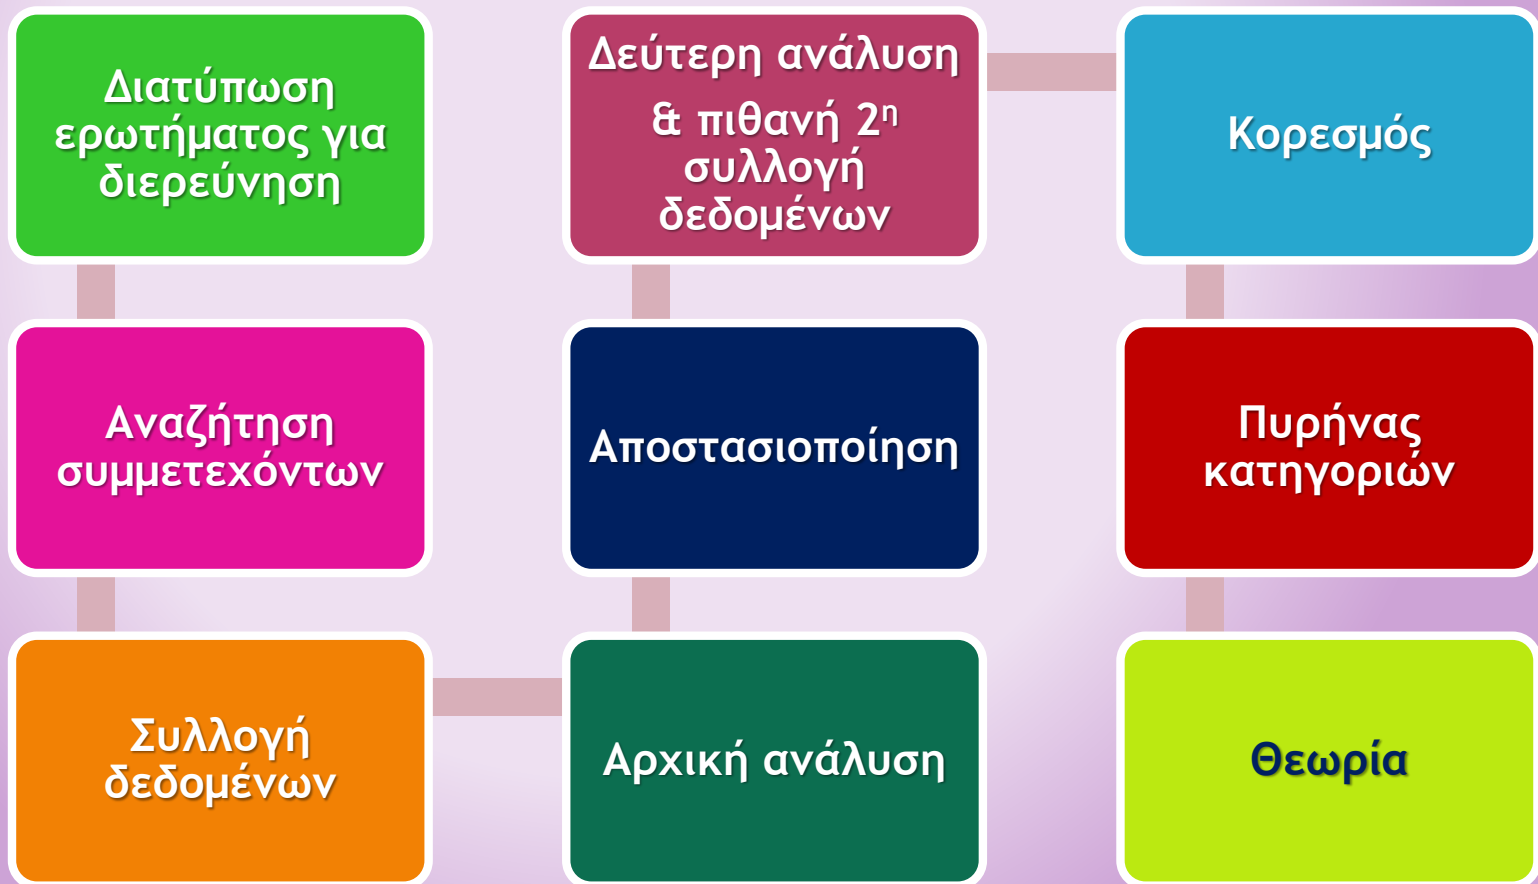 Διατύπωση
ερωτήματος για
διερεύνηση
Αναζήτηση
συμμετεχόντων
Συλλογή
δεδομένων
Αρχική ανάλυση
Αποστασιοποίηση
Δεύτερη ανάλυση
& πιθανή 2η
συλλογή
δεδομένων
Κορεσμός
Πυρήνας
κατηγοριών
Θεωρία